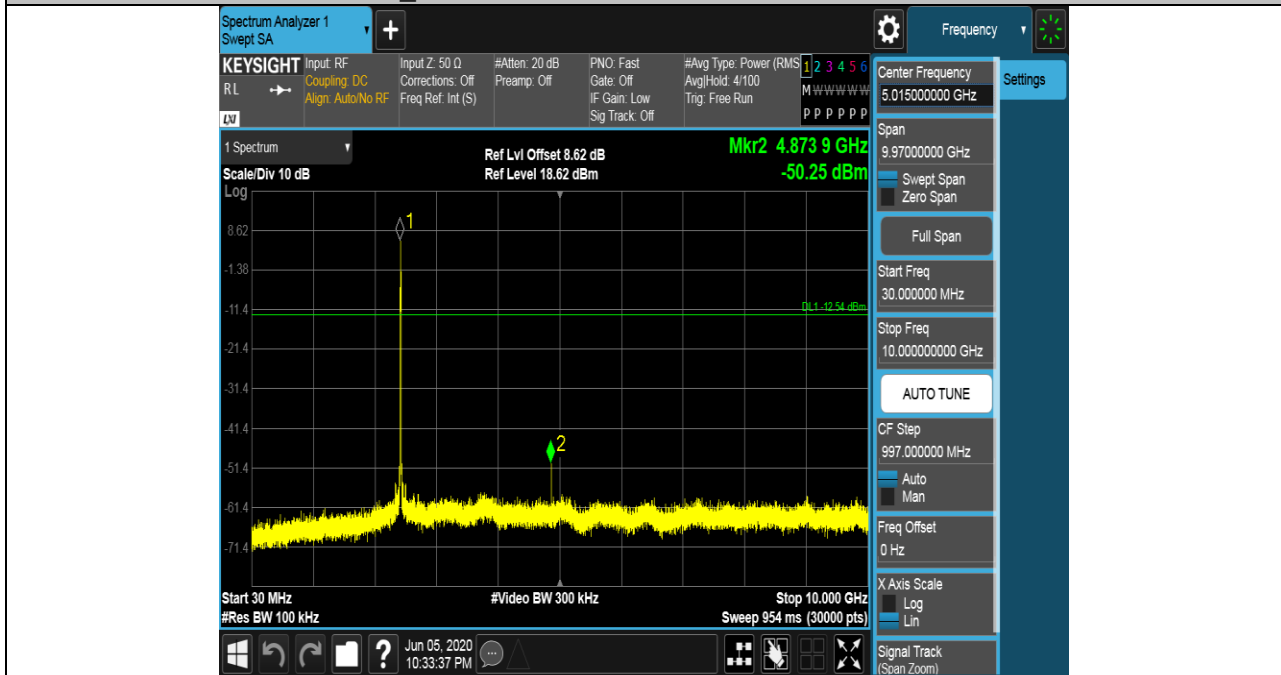 Spectrum Analyzer 1
Swept SA
+
Frequency
KEYSIGHT
RL
LXI
Input: RF
Coupling: DC
Align: Auto/No RF
Input Z: 50 Ω
Corrections: Off
Freq Ref: Int (S)
#Atten: 20 dB
Preamp: Off
PNO: Fast
Gate: Off
IF Gain: Low
Sig Track: Off
#Avg Type: Power (RMS
Avg|Hold: 4/100
Trig: Free Run
1 2 3 4 5 6
M W W W W W
P P P P P P
1 Spectrum
Scale/Div 10 dB
Ref Lvl Offset 8.62 dB
Ref Level 18.62 dBm
Mkr2 4.873 9 GHz
-50.25 dBm
Log
8.62
-1.38
-11.4
-21.4
-31.4
-41.4
-51.4
-61.4
-71.4
1
DL1 -12.54 dBm
2
Start 30 MHz
#Res BW 100 kHz
#Video BW 300 kHz
Stop 10.000 GHz
Sweep 954 ms (30000 pts)
Center Frequency
5.015000000 GHz
Settings
Span
9.97000000 GHz
Swept Span
Zero Span
Full Span
Start Freq
30.000000 MHz
Stop Freq
10.000000000 GHz
AUTO TUNE
CF Step
997.000000 MHz
Auto
Man
Freq Offset
0 Hz
X Axis Scale
Log
Lin
Signal Track
(Span Zoom)
?
Jun 05, 2020
10:33:37 PM